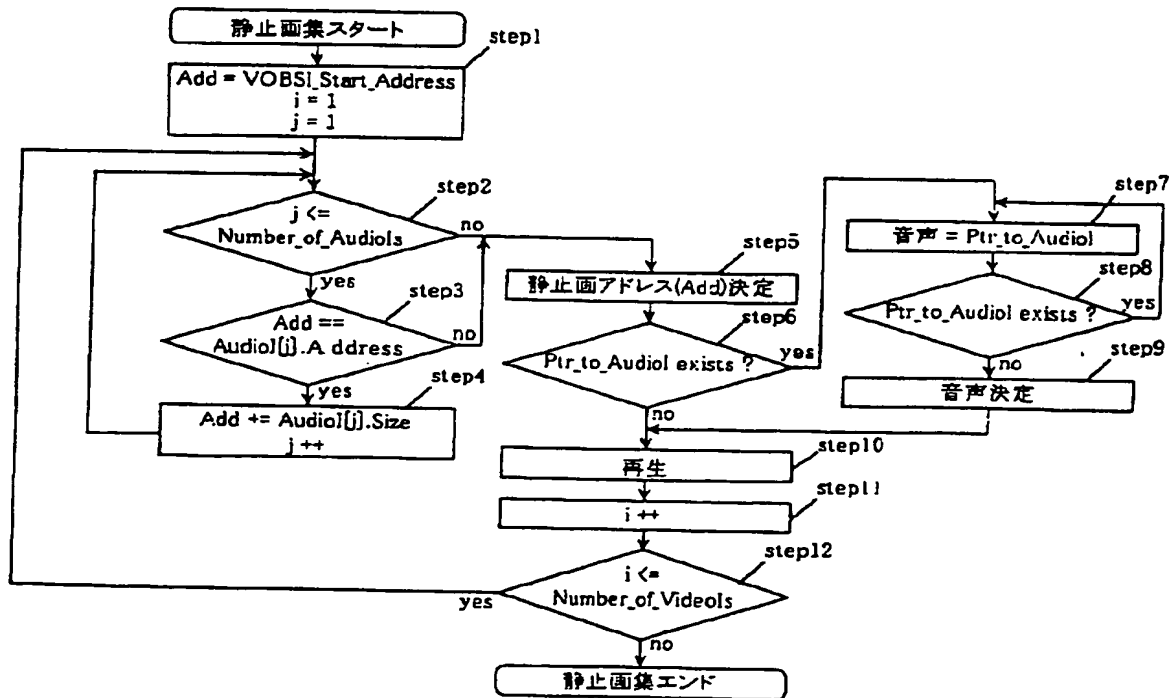 静止画集スタート
step1
Add = VOBSI_Start_Address
i = 1
j = 1
step2
j <=
Number_of_AudioIs
no
yes
step3
Add ==
AudioI[j].A ddress
no
yes
step4
Add += AudioI[j].Size
j ++
step5
静止画アドレス(Add)決定
step6
Ptr_to_AudioI exists ?
yes
no
step7
音声 = Ptr_to_AudioI
step8
Ptr_to_AudioI exists ?
yes
no
step9
音声決定
step10
再生
step11
i ++
step12
i <=
Number_of_VideoIs
yes
no
静止画集エンド